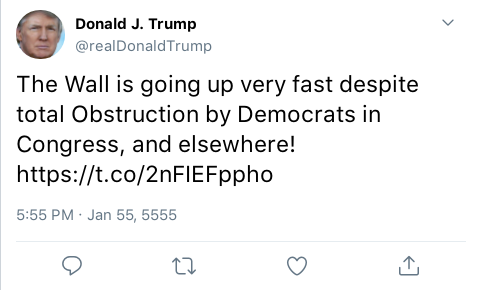 Donald J. Trump
@realDonaldTrump
The Wall is going up very fast despite
total Obstruction by Democrats in
Congress, and elsewhere!
https://t.co/2nFIEFppho
5:55 PM · Jan 55, 5555